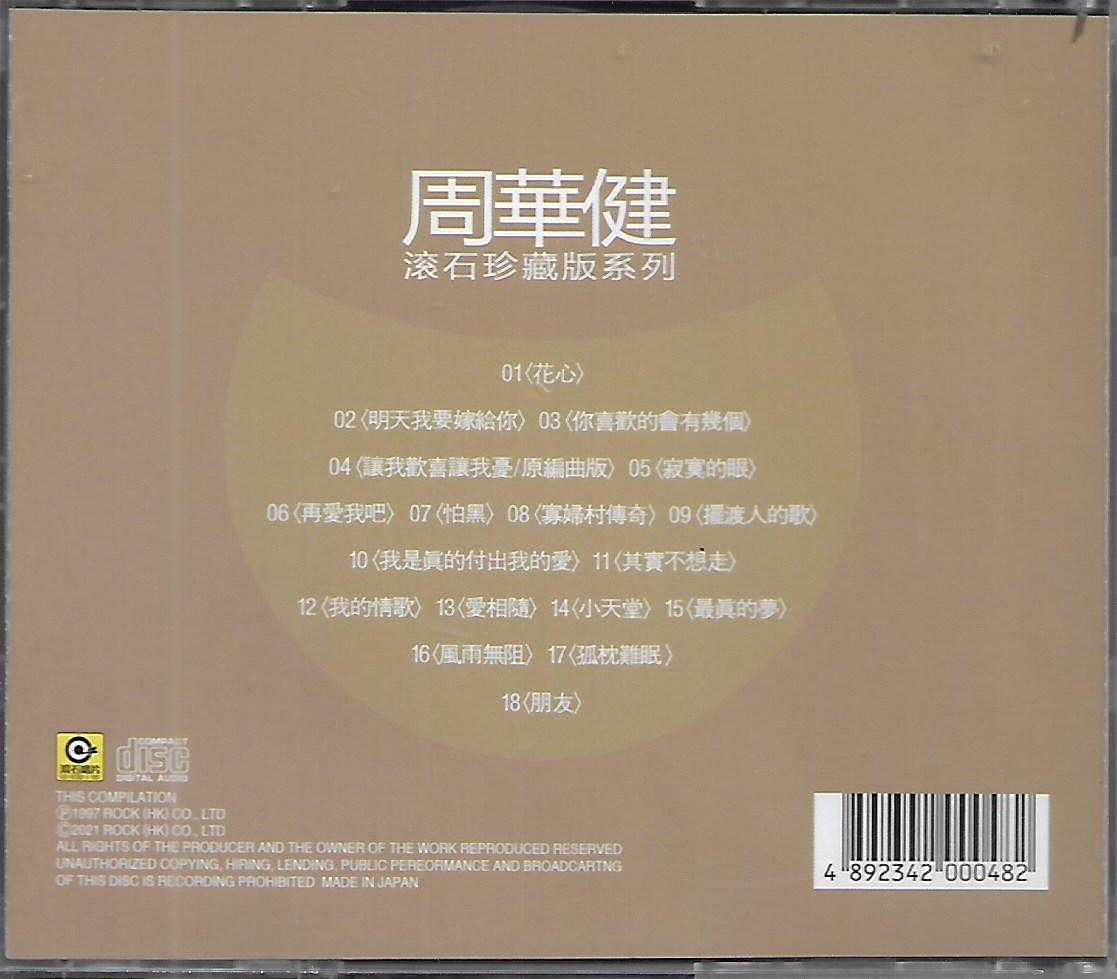 周華健
滾石珍藏版系列
01〈花心〉
02〈明天我要嫁給你〉 03〈你喜歡的會有幾個〉
04〈讓我歡喜讓我憂/原編曲版〉 05〈寂寞的眼〉
06〈再愛我吧〉 07〈怕黑〉 08〈寡婦村傳奇〉 09〈擺渡人的歌〉
10〈我是眞的付出我的愛〉 11〈其實不想走〉
12〈我的情歌〉 13〈愛相隨〉 14〈小天堂〉 15〈最眞的夢〉
16〈風雨無阻〉 17〈孤枕難眠〉
18〈朋友〉
滾石唱片
COMPACT
disc
DIGITAL AUDIO
THIS COMPILATION
Ⓟ1997 ROCK (HK) CO., LTD
Ⓒ2021 ROCK (HK) CO., LTD
ALL RIGHTS OF THE PRODUCER AND THE OWNER OF THE WORK REPRODUCED RESERVED
UNAUTHORIZED COPYING, HIRING, LENDING, PUBLIC PEREORMANCE AND BROADCARTNG
OF THIS DISC IS RECORDING PROHIBITED MADE IN JAPAN
4 892342 000482